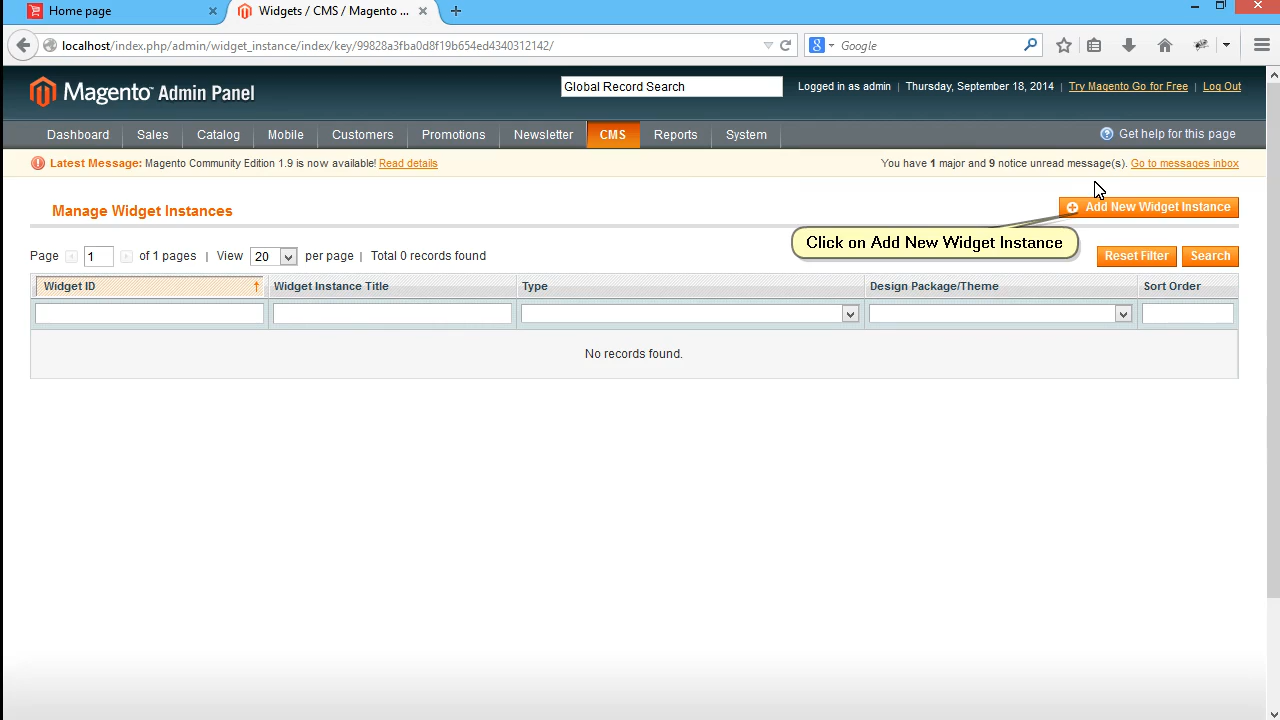 Home page
Widgets / CMS / Magento ...
localhost/index.php/admin/widget_instance/index/key/99828a3fba0d8f19b654ed4340312142/
Google
Magento Admin Panel
Global Record Search
Logged in as admin | Thursday, September 18, 2014 | Try Magento Go for Free | Log Out
Dashboard Sales Catalog Mobile Customers Promotions Newsletter CMS Reports System
Get help for this page
Latest Message: Magento Community Edition 1.9 is now available! Read details
You have 1 major and 9 notice unread message(s). Go to messages inbox
Manage Widget Instances
Add New Widget Instance
Click on Add New Widget Instance
Page 1 of 1 pages | View 20 per page | Total 0 records found
Reset Filter Search
Widget ID Widget Instance Title Type Design Package/Theme Sort Order
No records found.